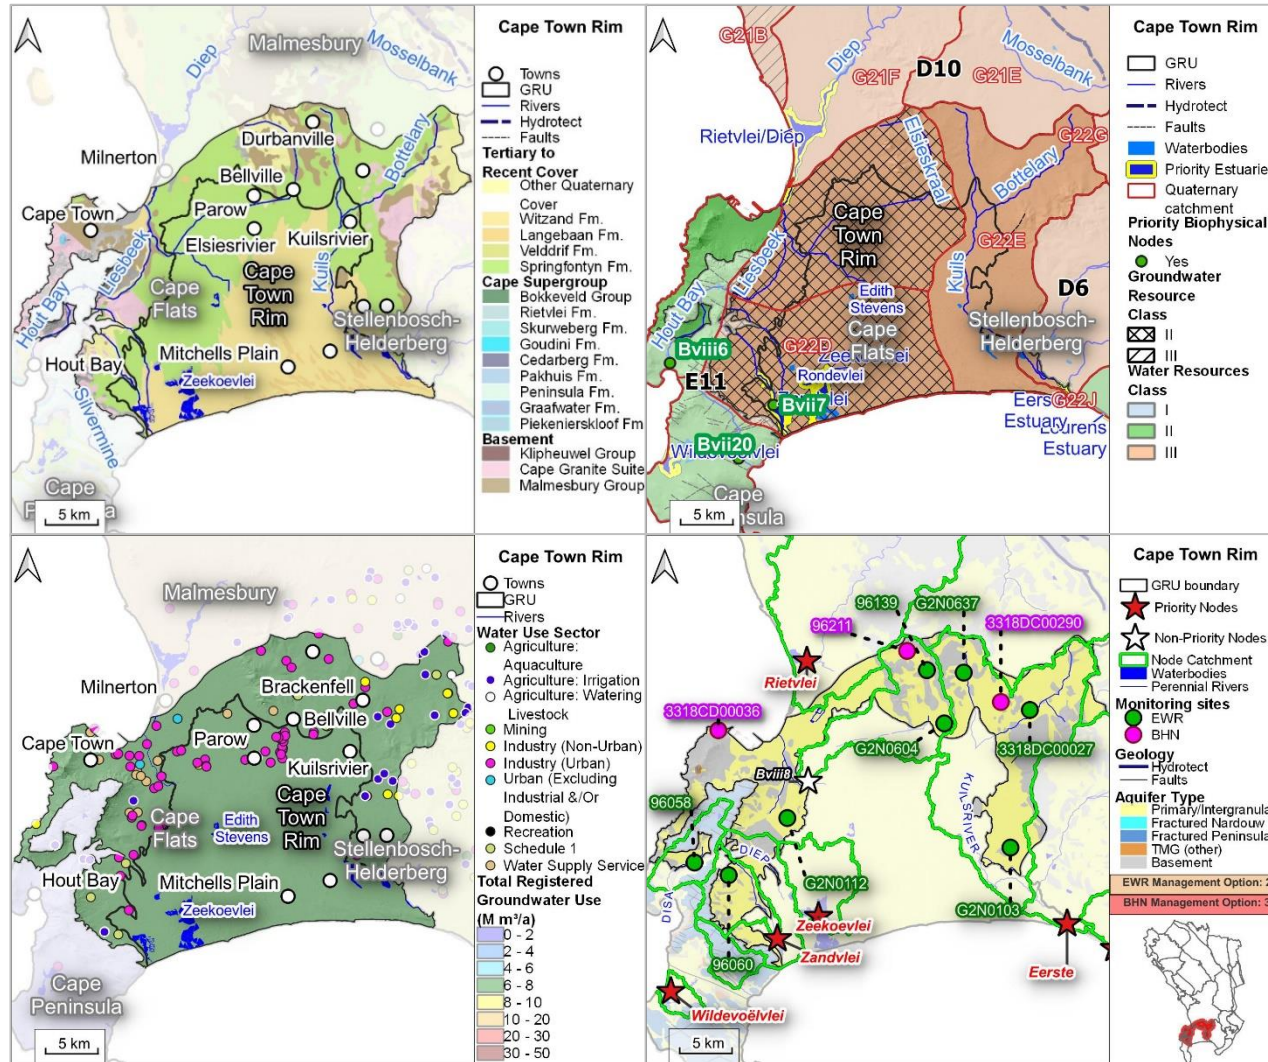 Malmesbury
Mosselbank
Diep
Durbanville
Milnerton
Bottelary
Bellville
Cape Town
Parow
Liesbeek
Elsiesrivier
Kuilsrivier
Kuils
Cape
Flats
Cape
Town
Rim
Hout Bay
Stellenbosch-
Helderberg
Mitchells Plain
Hout Bay
Zeekoevlei
Silvermine
Cape
5 km
Cape Town Rim
Towns
GRU
Rivers
Hydrotect
Faults
Tertiary to
Recent Cover
Other Quaternary
Cover
Witzand Fm.
Langebaan Fm.
Velddrif Fm.
Springfontyn Fm.
Cape Supergroup
Bokkeveld Group
Rietvlei Fm.
Skurweberg Fm.
Goudini Fm.
Cedarberg Fm.
Pakhuis Fm.
Peninsula Fm.
Graafwater Fm.
Piekenierskloof Fm
Basement
Klipheuwel Group
Cape Granite Suite
Malmesbury Group
G21B
Diep
D10
G21E
Mosselbank
G21F
Rietvlei/Diep
Elsieskraal
G22G
Bottelary
Cape
Town
Rim
Liesbeek
G22E
Kuils
Hout Bay
Edith
Stevens
D6
Stellenbosch-
Helderberg
Cape
Flats
G22D
Bviii6
Rondevlei
E11
Bvii7
G22J
Estuary
Lourens
Estuary
Bvii20
Wildevoëlvlei
Cape
5 km
Cape Town Rim
GRU
Rivers
Hydrotect
Faults
Waterbodies
Priority Estuarie
Quaternary
catchment
Priority Biophysical
Nodes
Yes
Groundwater
Resource
Class
II
III
Water Resources
Class
I
II
III
Malmesbury
Milnerton
Brackenfell
Bellville
Cape Town
Parow
Kuilsrivier
Cape
Flats
Edith
Stevens
Cape
Town
Rim
Stellenbosch-
Helderberg
Hout Bay
Mitchells Plain
Zeekoevlei
Cape
Peninsula
5 km
Cape Town Rim
Towns
GRU
Rivers
Water Use Sector
Agriculture:
Aquaculture
Agriculture: Irrigation
Agriculture: Watering
Livestock
Mining
Industry (Non-Urban)
Industry (Urban)
Urban (Excluding
Industrial &/Or
Domestic)
Recreation
Schedule 1
Water Supply Service
Total Registered
Groundwater Use
(M m³/a)
0 - 2
2 - 4
4 - 6
6 - 8
8 - 10
10 - 20
20 - 30
30 - 50
96139
G2N0637
96211
3318DC00290
Rietvlei
3318CD00036
G2N0604
3318DC00027
Bviii8
96058
KUILSRIVER
DIEP
G2N0112
G2N0103
DISA
Zeekoevlei
96060
Zandvlei
Eerste
Wildevoëlvlei
5 km
Cape Town Rim
GRU boundary
Priority Nodes
Non-Priority Nodes
Node Catchment
Waterbodies
Perennial Rivers
Monitoring sites
EWR
BHN
Geology
Hydrotect
Faults
Aquifer Type
Primary/Intergranula
Fractured Nardouw
Fractured Peninsula
TMG (other)
Basement
EWR Management Option: 2
BHN Management Option: 3